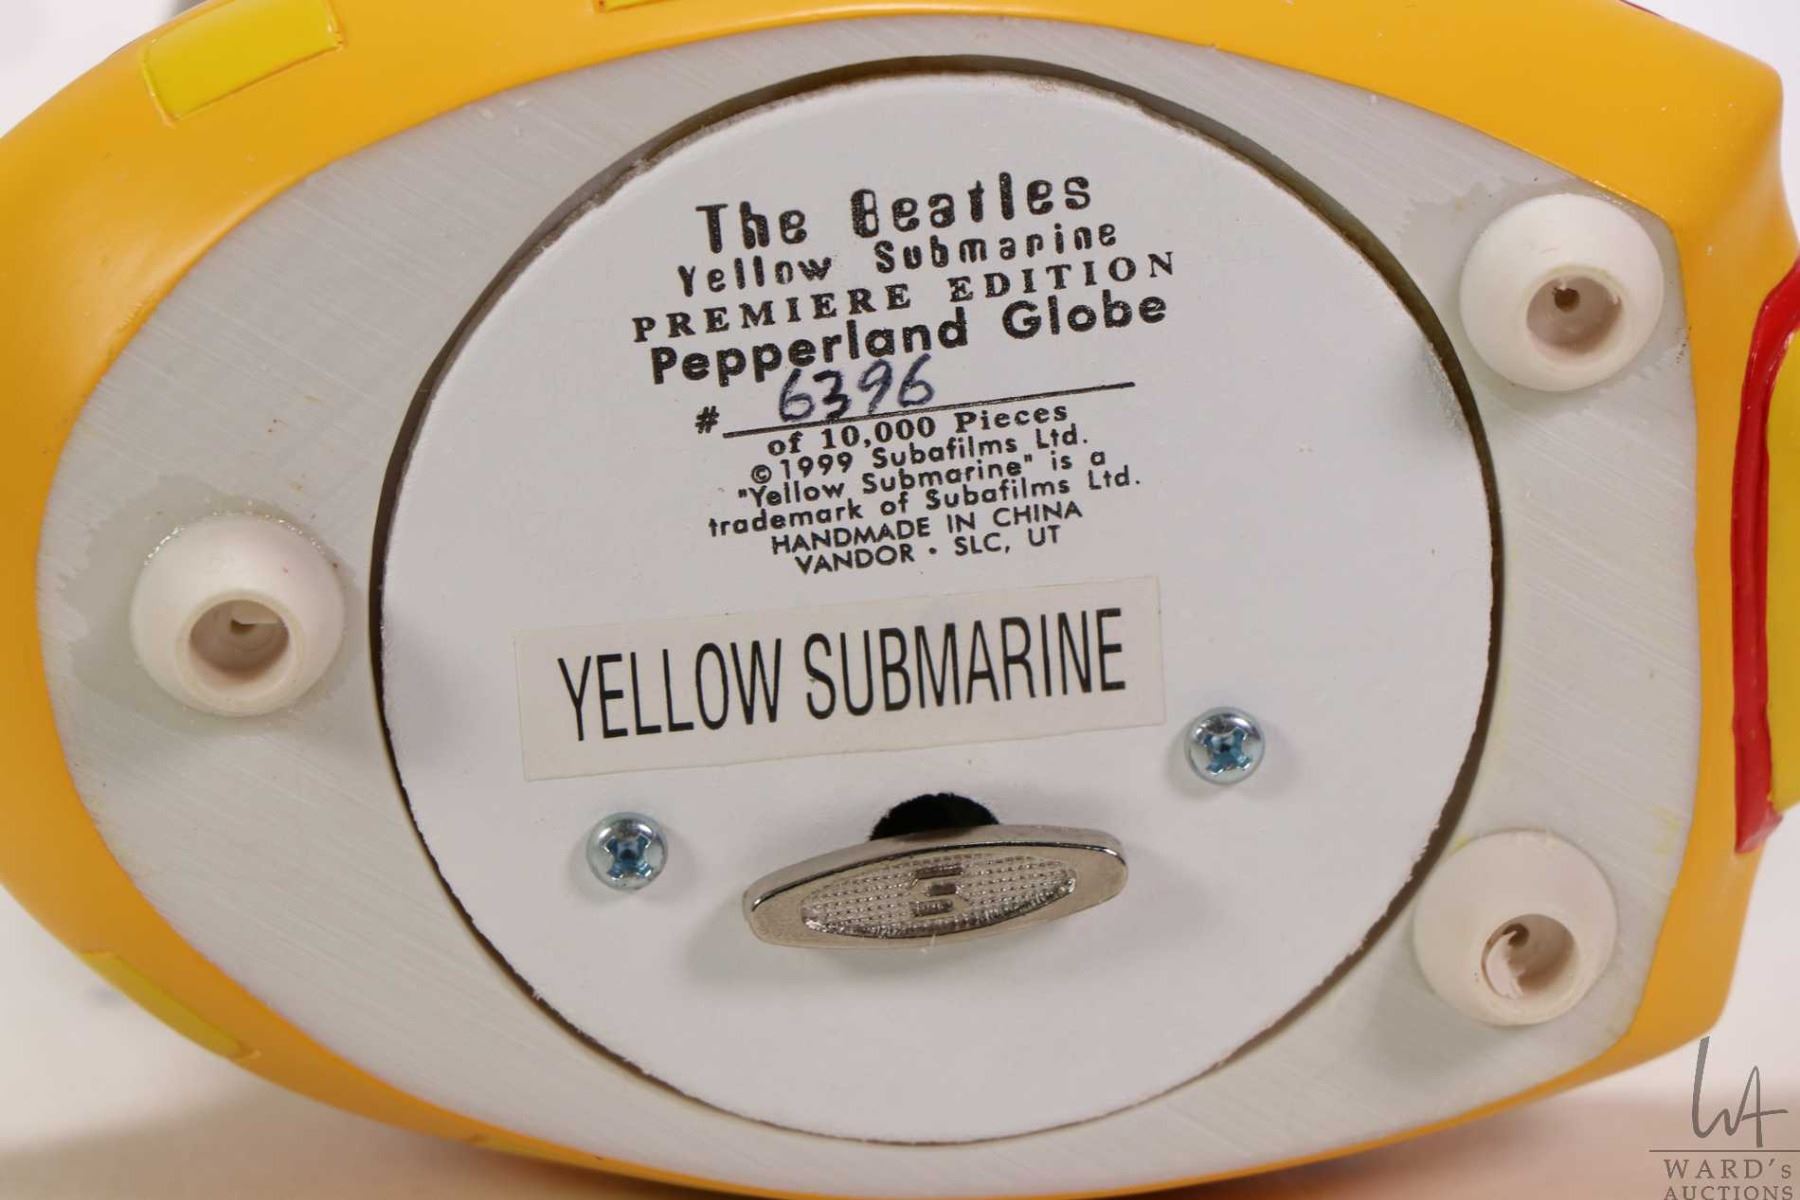 The Beatles
Yellow Submarine
PREMIERE EDITION
Pepperland Globe
# 6396
of 10,000 Pieces
©1999 Subafilms Ltd.
"Yellow Submarine" is a
trademark of Subafilms Ltd.
HANDMADE IN CHINA
VANDOR • SLC, UT
YELLOW SUBMARINE
WA
WARD'S
AUCTIONS